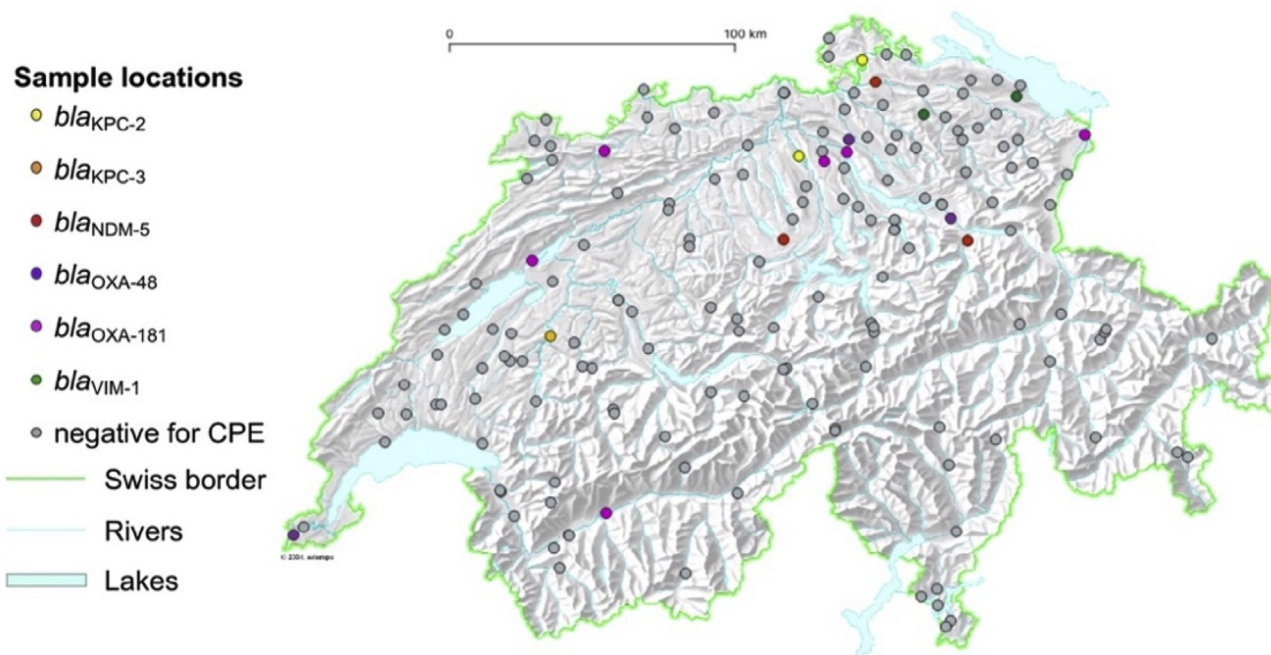 0 100 km
Sample locations
blaKPC-2
blaKPC-3
blaNDM-5
blaOXA-48
blaOXA-181
blaVIM-1
negative for CPE
Swiss border
Rivers
Lakes